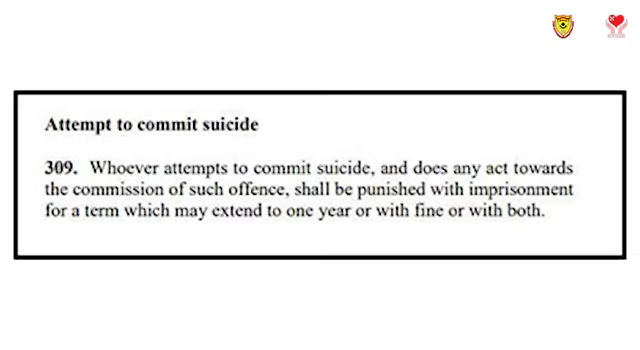 Attempt to commit suicide
309. Whoever attempts to commit suicide, and does any act towards
the commission of such offence, shall be punished with imprisonment
for a term which may extend to one year or with fine or with both.